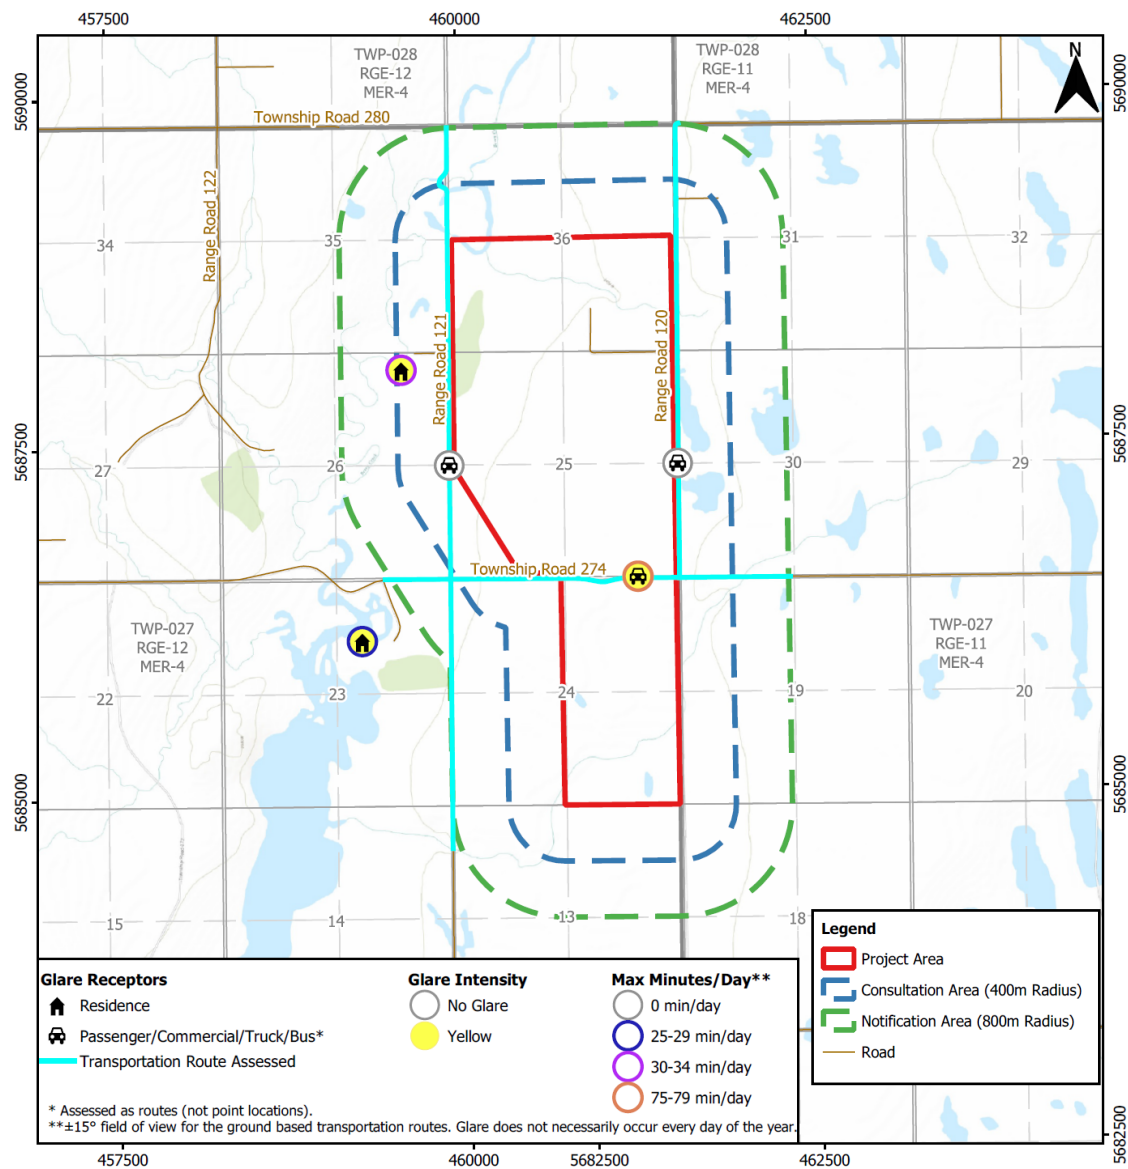 457500
460000
462500
5690000
5690000
N
TWP-028
RGE-12
MER-4
TWP-028
RGE-11
MER-4
Township Road 280
Range Road 122
34
35
36
31
32
Range Road 121
Range Road 120
5687500
5687500
27
26
25
30
29
Township Road 274
TWP-027
RGE-12
MER-4
TWP-027
RGE-11
MER-4
22
23
24
19
20
5685000
5685000
15
14
13
18
Legend
Project Area
Consultation Area (400m Radius)
Notification Area (800m Radius)
Road
Glare Receptors
Residence
Passenger/Commercial/Truck/Bus*
Transportation Route Assessed
Glare Intensity
No Glare
Yellow
Max Minutes/Day**
0 min/day
25-29 min/day
30-34 min/day
75-79 min/day
* Assessed as routes (not point locations).
**±15° field of view for the ground based transportation routes. Glare does not necessarily occur every day of the year.
5682500
457500
460000
5682500
462500